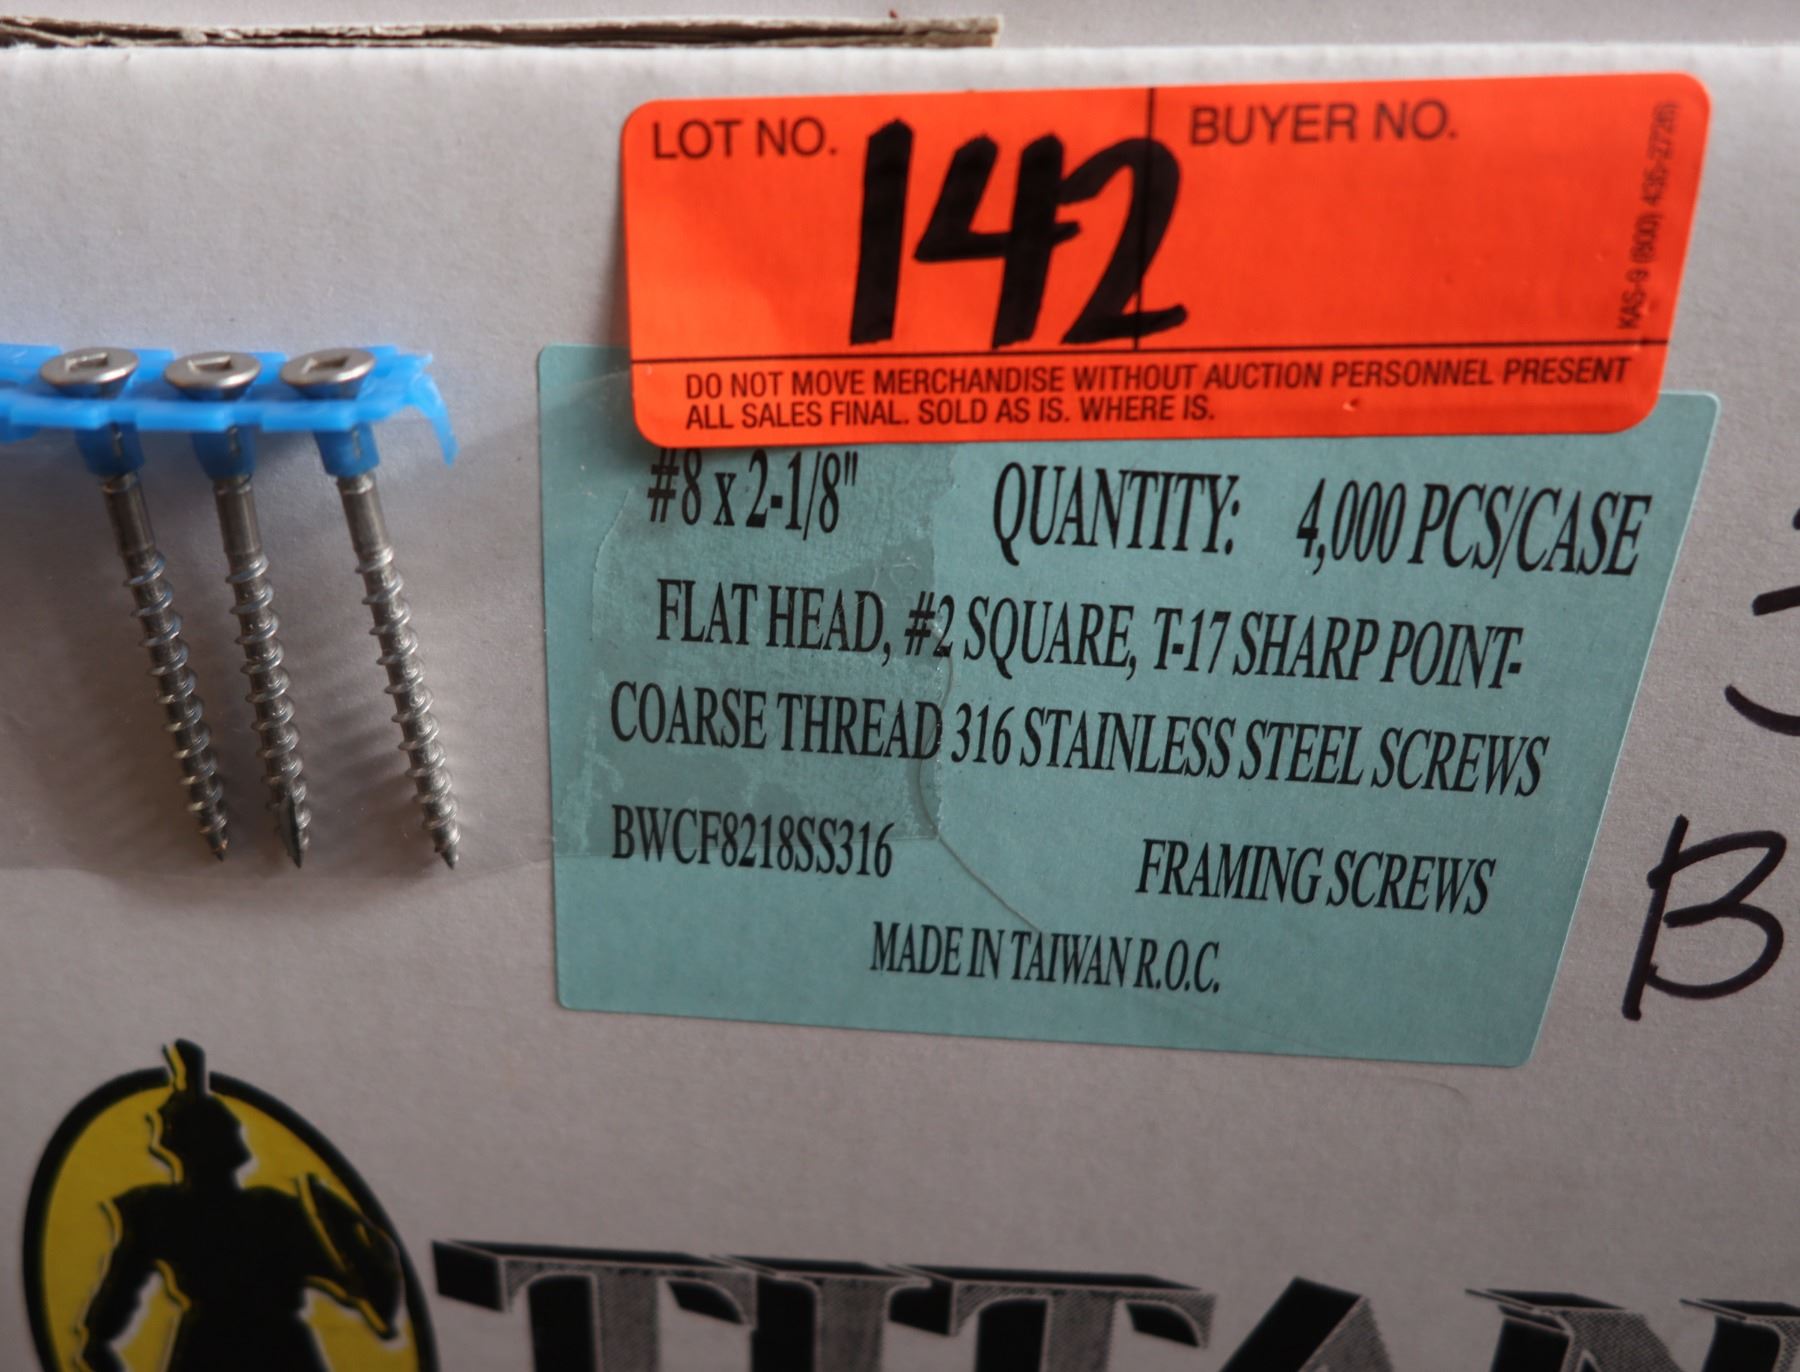 LOT NO. 142 BUYER NO.
KAS-9 (800) 435-2726)
DO NOT MOVE MERCHANDISE WITHOUT AUCTION PERSONNEL PRESENT
ALL SALES FINAL. SOLD AS IS. WHERE IS.
#8 x 2-1/8" QUANTITY: 4,000 PCS/CASE
FLAT HEAD, #2 SQUARE, T-17 SHARP POINT-
COARSE THREAD 316 STAINLESS STEEL SCREWS
BWCF8218SS316 FRAMING SCREWS
MADE IN TAIWAN R.O.C.
B
TITAN